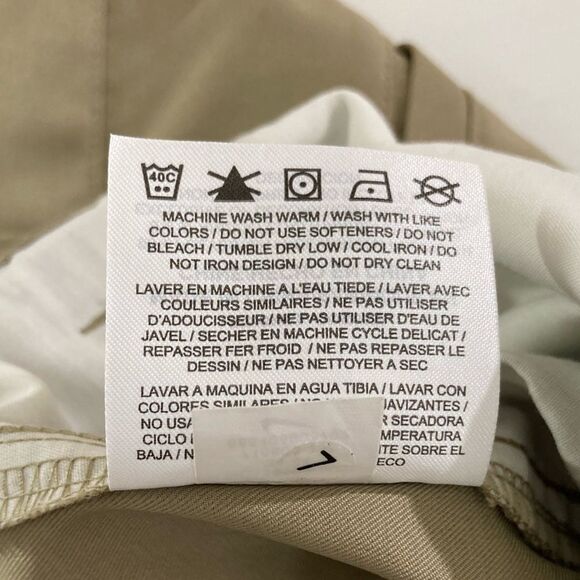 40C
MACHINE WASH WARM / WASH WITH LIKE
COLORS / DO NOT USE SOFTENERS / DO NOT
BLEACH / TUMBLE DRY LOW / COOL IRON / DO
NOT IRON DESIGN / DO NOT DRY CLEAN
LAVER EN MACHINE A L'EAU TIEDE / LAVER AVEC
COULEURS SIMILAIRES / NE PAS UTILISER
D'ADOUCISSEUR / NE PAS UTILISER D'EAU DE
JAVEL / SECHER EN MACHINE CYCLE DELICAT /
REPASSER FER FROID / NE PAS REPASSER LE
DESSIN / NE PAS NETTOYER A SEC
LAVAR A MAQUINA EN AGUA TIBIA / LAVAR CON
COLORES SIMILARES / NO
NO USA SECADORA
CICLO
BAJA / N SOBRE EL